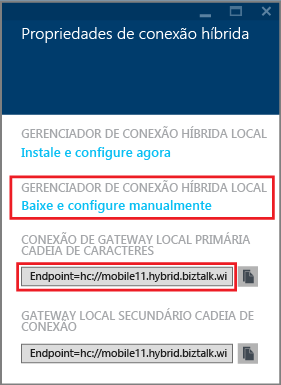 Propriedades de conexão híbrida
GERENCIADOR DE CONEXÃO HÍBRIDA LOCAL
Instale e configure agora
GERENCIADOR DE CONEXÃO HÍBRIDA LOCAL
Baixe e configure manualmente
CONEXÃO DE GATEWAY LOCAL PRIMÁRIA
CADEIA DE CARACTERES
Endpoint=hc://mobile11.hybrid.biztalk.wi
GATEWAY LOCAL SECUNDÁRIO CADEIA DE
CONEXÃO
Endpoint=hc://mobile11.hybrid.biztalk.wi